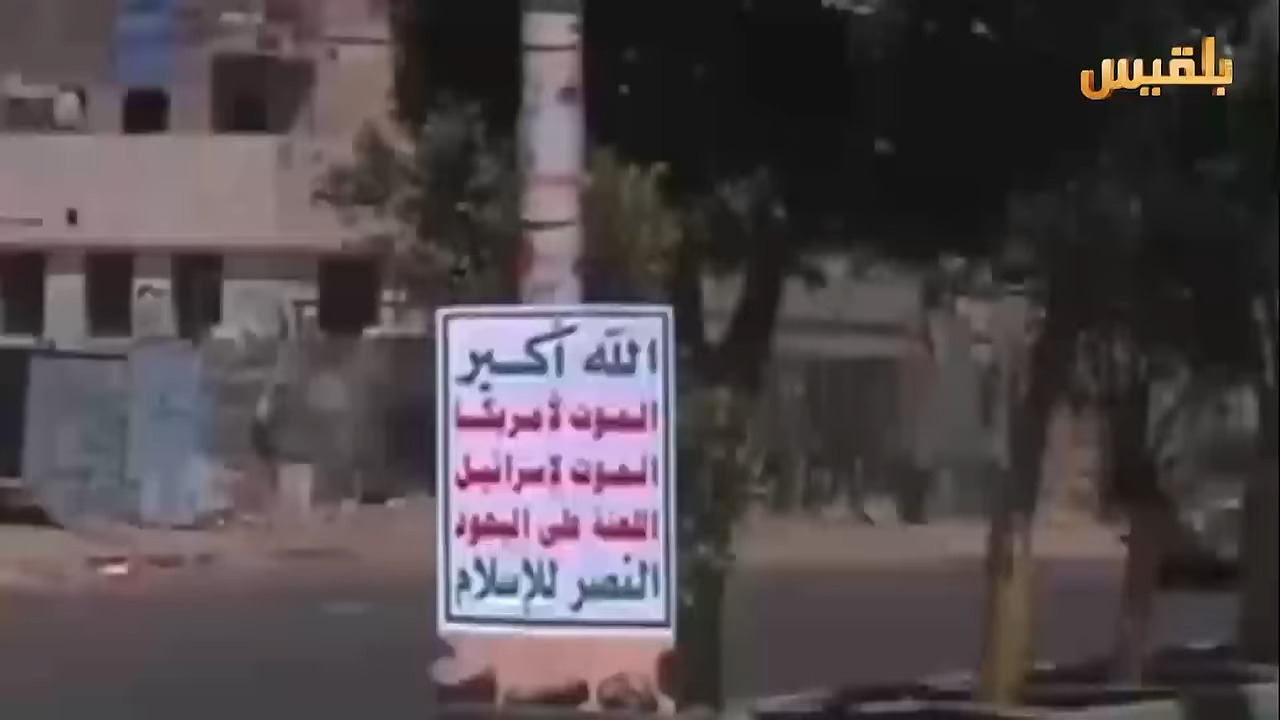 بلقيس
الله أكبر
الموت لأمريكا
الموت لإسرائيل
اللعنة على اليهود
النصر للإسلام